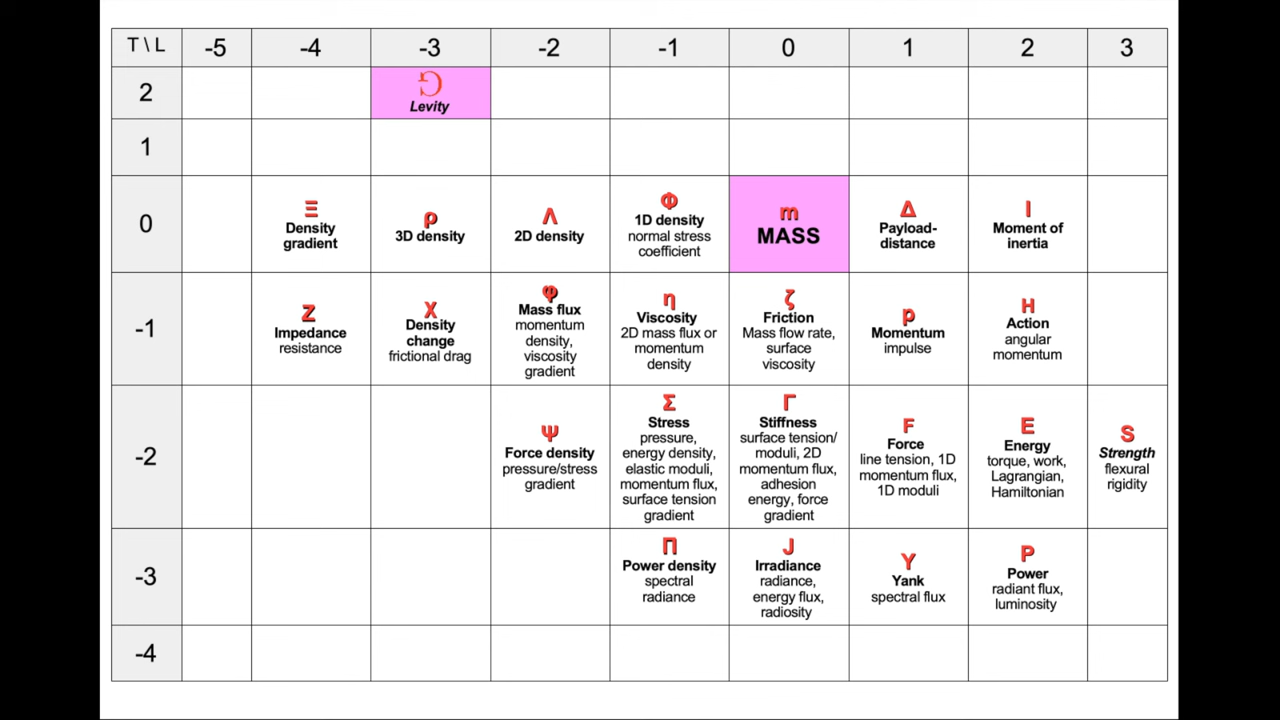 T \ L -5 -4 -3 -2 -1 0 1 2 3
2
Levity
1
0
Ξ
Density
gradient
ρ
3D density
Λ
2D density
Φ
1D density
normal stress
coefficient
m
MASS
Δ
Payload-
distance
I
Moment of
inertia
-1
Z
Impedance
resistance
χ
Density
change
frictional drag
φ
Mass flux
momentum
density,
viscosity
gradient
η
Viscosity
2D mass flux or
momentum
density
ζ
Friction
Mass flow rate,
surface
viscosity
p
Momentum
impulse
H
Action
angular
momentum
-2
Ψ
Force density
pressure/stress
gradient
Σ
Stress
pressure,
energy density,
elastic moduli,
momentum flux,
surface tension
gradient
Γ
Stiffness
surface tension/
moduli, 2D
momentum flux,
adhesion
energy, force
gradient
F
Force
line tension, 1D
momentum flux,
1D moduli
E
Energy
torque, work,
Lagrangian,
Hamiltonian
S
Strength
flexural
rigidity
-3
Π
Power density
spectral
radiance
J
Irradiance
radiance,
energy flux,
radiosity
Y
Yank
spectral flux
P
Power
radiant flux,
luminosity
-4